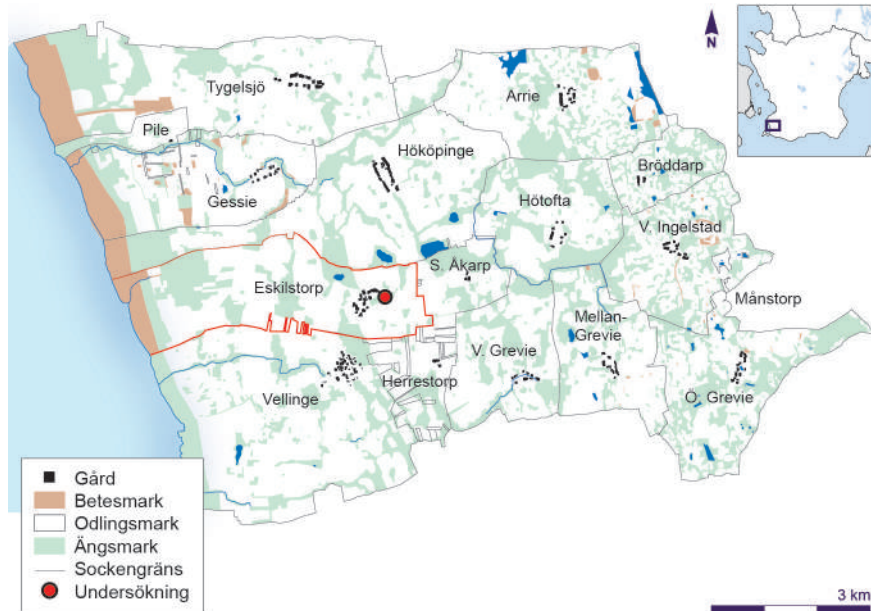 N
Tygelsjö
Arrie
Pile
Hököpinge
Bröddarp
Gessie
Hötofta
V. Ingelstad
S. Åkarp
Eskilstorp
Månstorp
Mellan-
Grevie
V. Grevie
Herrestorp
Vellinge
Ö. Grevie
Gård
Betesmark
Odlingsmark
Ängsmark
Sockengräns
Undersökning
3 km